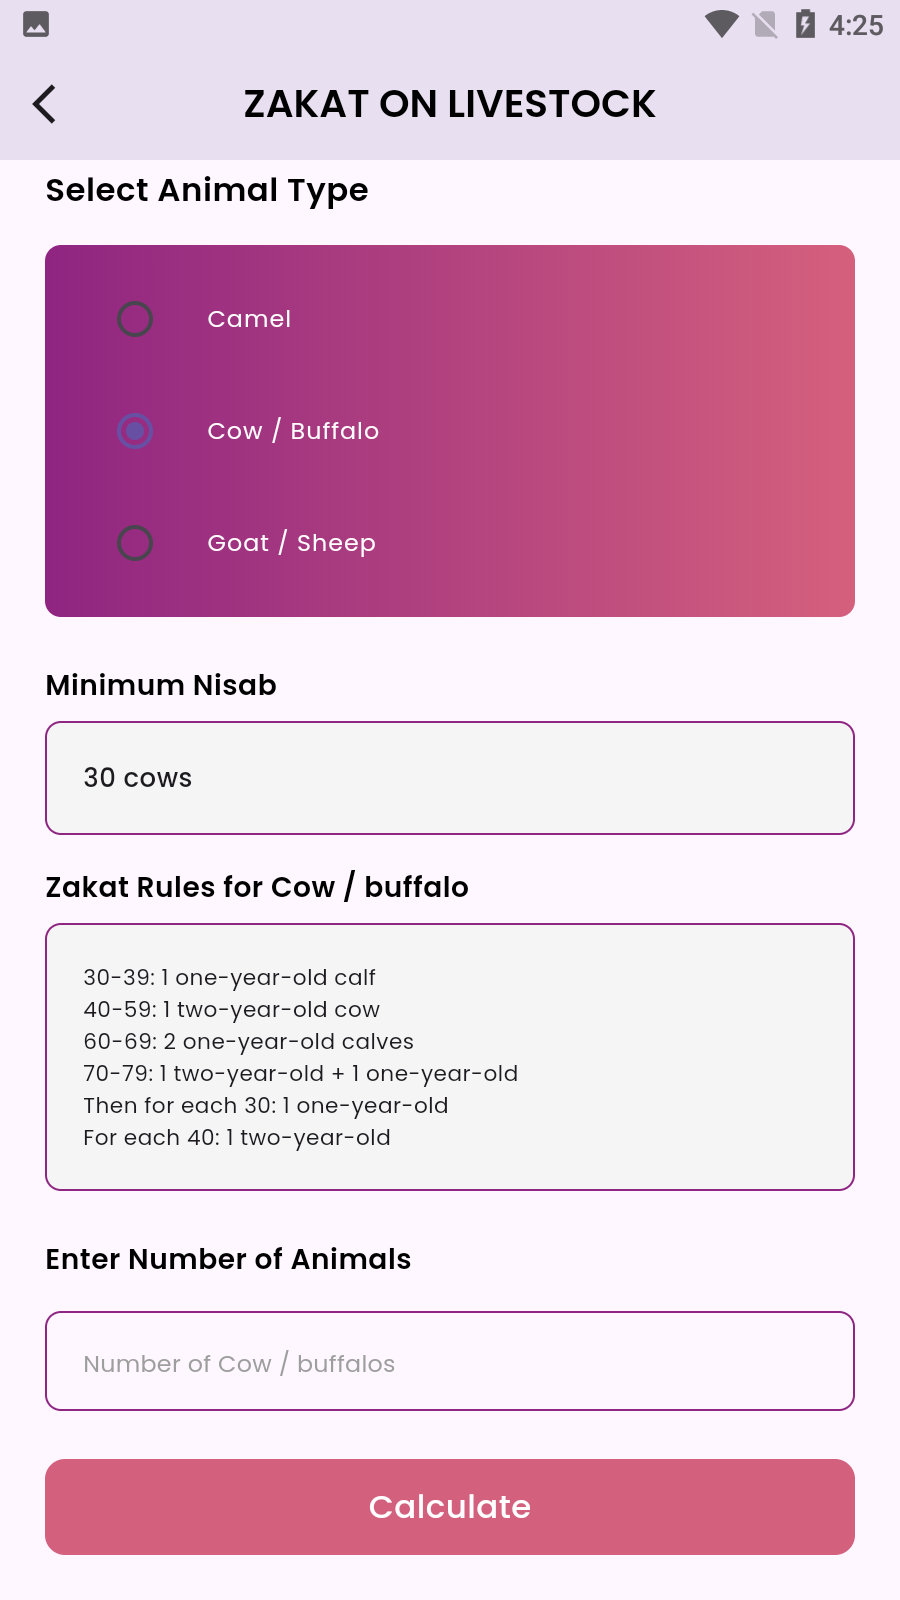 4:25
ZAKAT ON LIVESTOCK
Select Animal Type
Camel
Cow / Buffalo
Goat / Sheep
Minimum Nisab
30 cows
Zakat Rules for Cow / buffalo
30-39: 1 one-year-old calf
40-59: 1 two-year-old cow
60-69: 2 one-year-old calves
70-79: 1 two-year-old + 1 one-year-old
Then for each 30: 1 one-year-old
For each 40: 1 two-year-old
Enter Number of Animals
Number of Cow / buffalos
Calculate